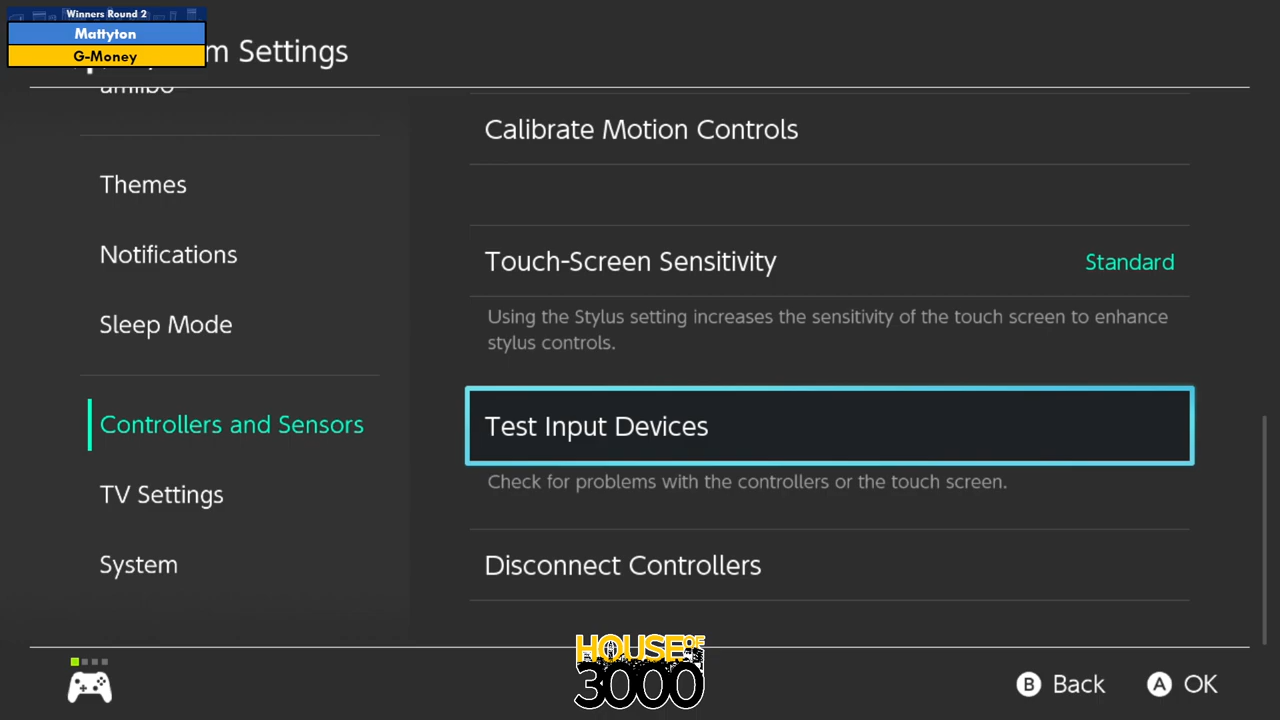 Winners Round 2
Mattyton
G-Money
m Settings
amiibo
Themes
Notifications
Sleep Mode
Controllers and Sensors
TV Settings
System
Calibrate Motion Controls
Touch-Screen Sensitivity Standard
Using the Stylus setting increases the sensitivity of the touch screen to enhance
stylus controls.
Test Input Devices
Check for problems with the controllers or the touch screen.
Disconnect Controllers
HOUSE OF
3000
B Back A OK